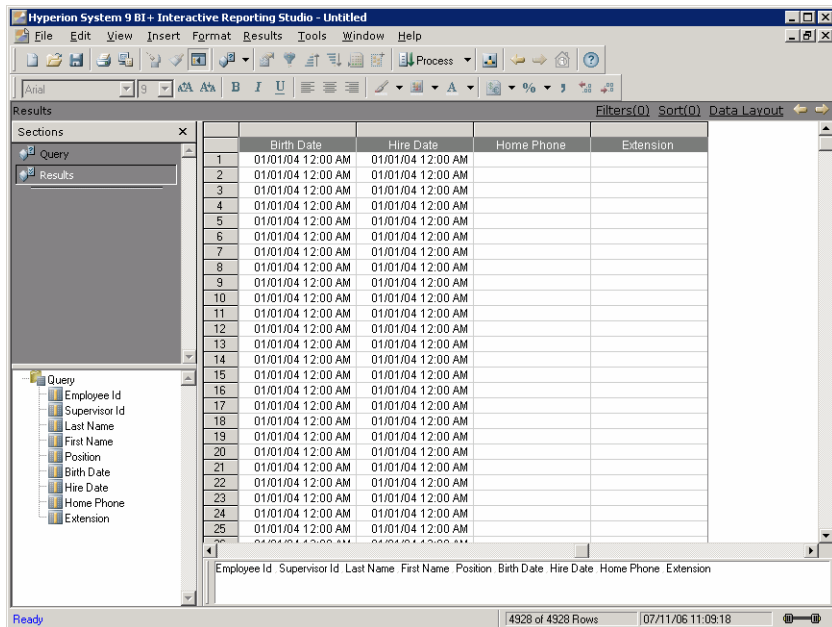 Hyperion System 9 BI+ Interactive Reporting Studio - Untitled
File Edit View Insert Format Results Tools Window Help
Process
Arial 9 B I U A %
Results Filters(0) Sort(0) Data Layout
Sections
Query
Results
Birth Date Hire Date Home Phone Extension
1 01/01/04 12:00 AM 01/01/04 12:00 AM
2 01/01/04 12:00 AM 01/01/04 12:00 AM
3 01/01/04 12:00 AM 01/01/04 12:00 AM
4 01/01/04 12:00 AM 01/01/04 12:00 AM
5 01/01/04 12:00 AM 01/01/04 12:00 AM
6 01/01/04 12:00 AM 01/01/04 12:00 AM
7 01/01/04 12:00 AM 01/01/04 12:00 AM
8 01/01/04 12:00 AM 01/01/04 12:00 AM
9 01/01/04 12:00 AM 01/01/04 12:00 AM
10 01/01/04 12:00 AM 01/01/04 12:00 AM
11 01/01/04 12:00 AM 01/01/04 12:00 AM
12 01/01/04 12:00 AM 01/01/04 12:00 AM
13 01/01/04 12:00 AM 01/01/04 12:00 AM
14 01/01/04 12:00 AM 01/01/04 12:00 AM
15 01/01/04 12:00 AM 01/01/04 12:00 AM
16 01/01/04 12:00 AM 01/01/04 12:00 AM
17 01/01/04 12:00 AM 01/01/04 12:00 AM
18 01/01/04 12:00 AM 01/01/04 12:00 AM
19 01/01/04 12:00 AM 01/01/04 12:00 AM
20 01/01/04 12:00 AM 01/01/04 12:00 AM
21 01/01/04 12:00 AM 01/01/04 12:00 AM
22 01/01/04 12:00 AM 01/01/04 12:00 AM
23 01/01/04 12:00 AM 01/01/04 12:00 AM
24 01/01/04 12:00 AM 01/01/04 12:00 AM
25 01/01/04 12:00 AM 01/01/04 12:00 AM
Query
Employee Id
Supervisor Id
Last Name
First Name
Position
Birth Date
Hire Date
Home Phone
Extension
Employee Id Supervisor Id Last Name First Name Position Birth Date Hire Date Home Phone Extension
Ready 4928 of 4928 Rows 07/11/06 11:09:18